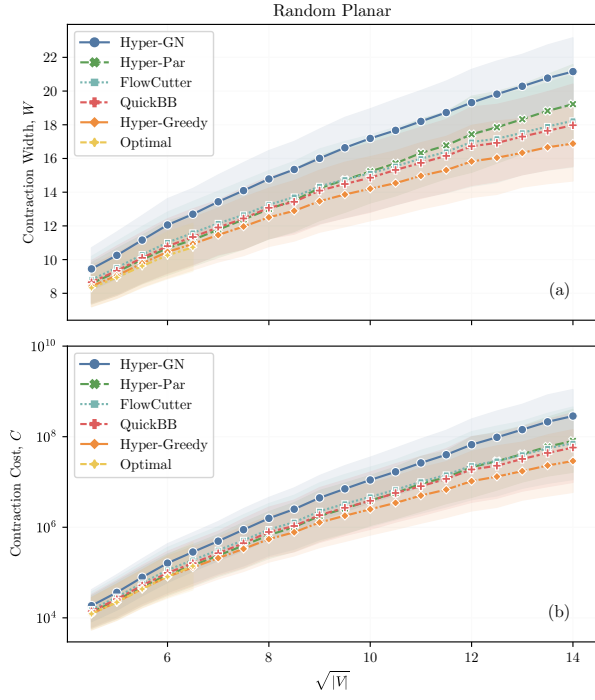 Random Planar
Contraction Width, W
22
20
18
16
14
12
10
8
Hyper-GN
Hyper-Par
FlowCutter
QuickBB
Hyper-Greedy
Optimal
(a)
Contraction Cost, C
10^10
10^8
10^6
10^4
Hyper-GN
Hyper-Par
FlowCutter
QuickBB
Hyper-Greedy
Optimal
(b)
6 8 10 12 14
√|V|